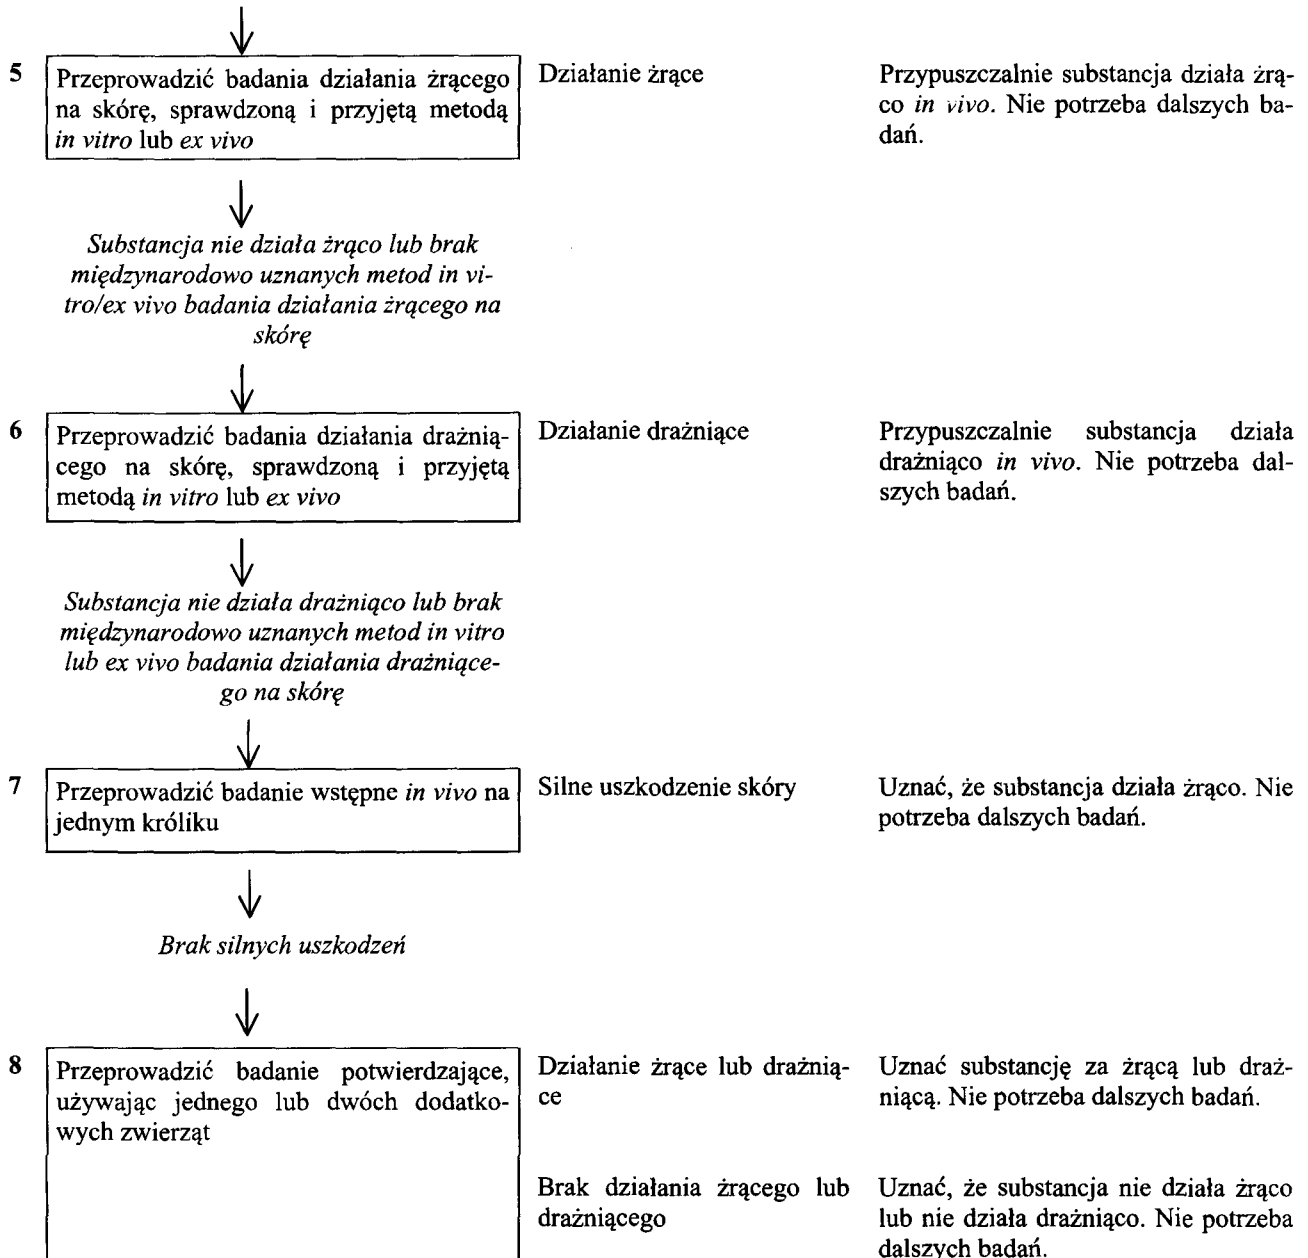 5
Przeprowadzić badania działania żrącego
na skórę, sprawdzoną i przyjętą metodą
in vitro lub ex vivo
Działanie żrące
Przypuszczalnie substancja działa żrą-
co in vivo. Nie potrzeba dalszych ba-
dań.
Substancja nie działa żrąco lub brak
międzynarodowo uznanych metod in vi-
tro/ex vivo badania działania żrącego na
skórę
6
Przeprowadzić badania działania drażnią-
cego na skórę, sprawdzoną i przyjętą
metodą in vitro lub ex vivo
Działanie drażniące
Przypuszczalnie substancja działa
drażniąco in vivo. Nie potrzeba dal-
szych badań.
Substancja nie działa drażniąco lub brak
międzynarodowo uznanych metod in vitro
lub ex vivo badania działania drażniące-
go na skórę
7
Przeprowadzić badanie wstępne in vivo na
jednym króliku
Silne uszkodzenie skóry
Uznać, że substancja działa żrąco. Nie
potrzeba dalszych badań.
Brak silnych uszkodzeń
8
Przeprowadzić badanie potwierdzające,
używając jednego lub dwóch dodatko-
wych zwierząt
Działanie żrące lub drażnią-
ce
Uznać substancję za żrącą lub draż-
niącą. Nie potrzeba dalszych badań.
Brak działania żrącego lub
drażniącego
Uznać, że substancja nie działa żrąco
lub nie działa drażniąco. Nie potrzeba
dalszych badań.